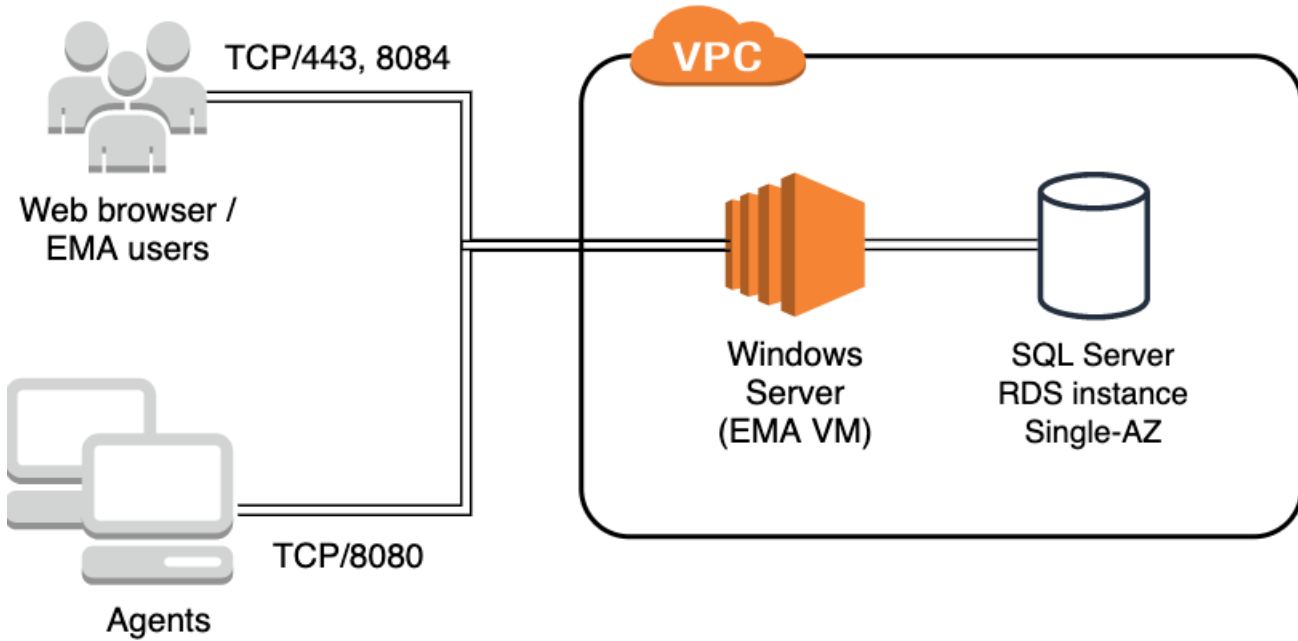 TCP/443, 8084
VPC
Web browser /
EMA users
Windows
Server
(EMA VM)
SQL Server
RDS instance
Single-AZ
TCP/8080
Agents